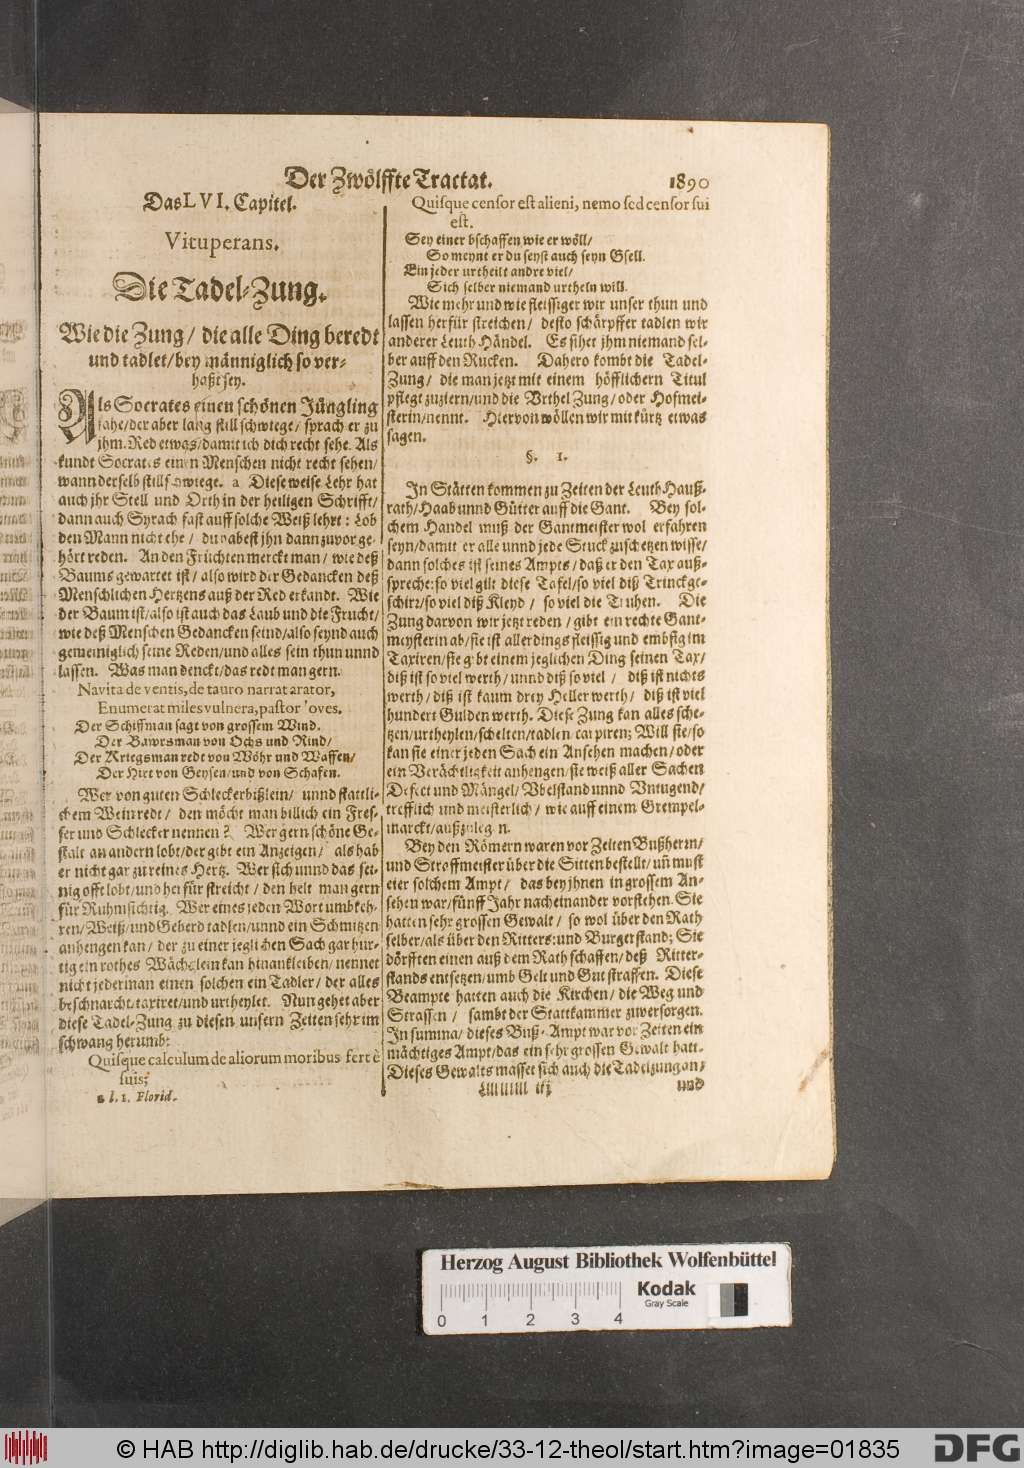 Der Zwölffte Tractat.
1890
Das LVI. Capitel.
Vituperans.
Die Tadel-Zung.
Wie die Zung / die alle Ding beredt
und tadlet / bey männiglich so ver-
haßt sey.
Als Socrates einen schönen Jüngling
sahe / der aber lang still schwiege / sprach er zu
jhm. Red etwas / damit ich dich recht sehe. Als
kundt Socrates einen Menschen nicht recht sehen /
wann derselb still schwiege. a Diese weise Lehr hat
auch jhr Stell und Orth in der heiligen Schrifft /
dann auch Syrach fast auff solche Weiß lehrt : Lob
den Mann nicht ehe / du habest jhn dann zuvor ge-
hört reden. An den Früchten merckt man / wie deß
Baums gewartet ist / also wird der Gedancken deß
Menschlichen Hertzens auß der Red erkandt. Wie
der Baum ist / also ist auch das Laub und die Frucht /
wie deß Menschen Gedancken seind / also seynd auch
gemeiniglich seine Reden / und alles sein thun unnd
lassen. Was man denckt / das redt man gern.
Navita de ventis, de tauro narrat arator,
Enumerat miles vulnera, pastor oves.
Der Schiffman sagt von grossem Wind.
Der Bawrsman von Ochs und Rind /
Der Kriegsman redt von Wöhr und Waffen /
Der Hirt von Geysen / und von Schafen.
Wer von guten Schleckerbißlein / unnd stattli-
chem Wein redt / den möcht man billich ein Fres-
ser und Schlecker nennen ? Wer gern schöne Ge-
stalt an andern lobt / der gibt ein Anzeigen / als hab
er nicht gar zu reines Hertz. Wer sich unnd das sei-
nig offt lobt / und herfür streicht / den helt man gern
für Ruhmsichtig. Wer eines jeden Wort umbkeh-
ren / Weiß / und Geberd tadlen / unnd ein Schmitzen
anhengen kan / der zu einer jeglichen Sach gar hur-
tig ein rothes Wächslein kan hinankleiben / nennet
nicht jederman einen solchen ein Tadler / der alles
beschnarcht / taxiret / und urtheylet. Nun gehet aber
diese Tadel-Zung zu diesen unsern Zeiten sehr im
schwang herumb:
Quisque calculum de aliorum moribus fert è
suis;
a l. 1. Florid.
Quisque censor est alieni, nemo sed censor sui
est.
Sey einer bschaffen wie er wöll /
So meynt er du seyst auch seyn Gsell.
Ein jeder urtheilt andre viel /
Sich selber niemand urtheln will.
Wie mehr und wie fleissiger wir unser thun und
lassen herfür streichen / desto schärpffer tadlen wir
anderer Leuth Händel. Es sihet jhm niemand sel-
ber auff den Rucken. Dahero kombt die Tadel-
Zung / die man jetzt mit einem höfflichern Titul
pflegt zuziern / und die Urthel Zung / oder Hofmei-
sterin / nennt. Hiervon wöllen wir mit kürtz etwas
sagen.
§. 1.
In Stätten kommen zu Zeiten der Leuth Hauß-
rath / Haab unnd Gütter auff die Gant. Bey sol-
chem Handel muß der Gantmeister wol erfahren
seyn / damit er alle unnd jede Stuck zuschetzen wisse /
dann solches ist seines Ampts / daß er den Tax auß-
spreche: so viel gilt diese Tafel / so viel diß Trinckge-
schirr / so viel diß Kleyd / so viel die Truhen. Die
Zung darvon wir jetzt reden / gibt ein rechte Gant-
meysterin ab / sie ist allerdings fleissig und embsig im
Taxiren / sie gibt einem jeglichen Ding seinen Tax /
diß ist so viel werth / unnd diß so viel / diß ist nichts
werth / diß ist kaum drey Heller werth / diß ist viel
hundert Gulden werth. Diese Zung kan alles sche-
tzen / urtheylen / schelten / tadlen carpiren; Will sie / so
kan sie einer jeden Sach ein Ansehen machen / oder
ein Verächtligkeit anhengen / sie weiß aller Sachen
Defect und Mängel / Ubelstand unnd Untugend /
trefflich und meisterlich / wie auff einem Grempel-
marckt / außzulegen.
Bey den Römern waren vor Zeiten Bußherrn /
und Stroffmeister über die Sitten bestellt / uñ must
eier solchem Ampt / das bey jhnen in grossem An-
sehen war / fünff Jahr nach einander vorstehen. Sie
hatten sehr grossen Gewalt / so wol über den Rath
selber / als über den Ritters: und Burgerstand; Sie
dörfften einen auß dem Rath schaffen / deß Ritter-
stands entsetzen / umb Gelt und Gut straffen. Diese
Beampte hatten auch die Kirchen / die Weg und
Strassen / sambt der Stattkammer zuversorgen.
In summa / dieses Buß-Ampt war vor Zeiten ein
mächtiges Ampt / das ein sehr grossen Gewalt hatt.
Dieses Gewalts masset sich auch die Tadelzung an /
Lll lll lll iij
und
Herzog August Bibliothek Wolfenbüttel
0 1 2 3 4
Kodak
Gray Scale
© HAB http://diglib.hab.de/drucke/33-12-theol/start.htm?image=01835
DFG